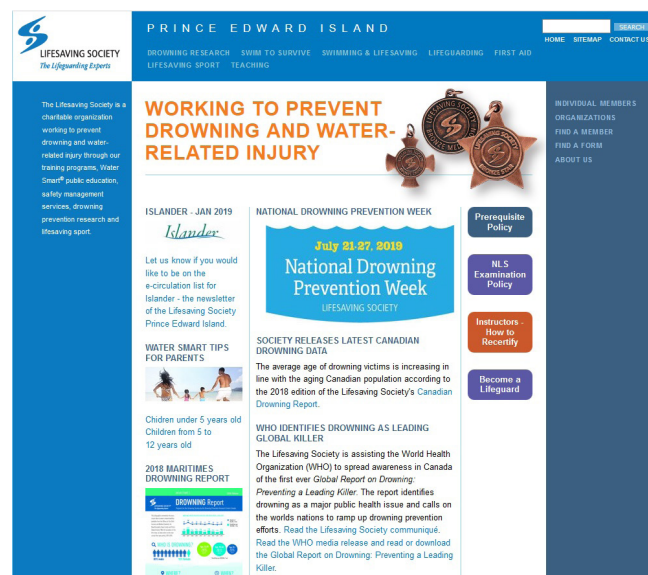 LIFESAVING SOCIETY
The Lifeguarding Experts
PRINCE EDWARD ISLAND
DROWNING RESEARCH SWIM TO SURVIVE SWIMMING & LIFESAVING LIFEGUARDING FIRST AID
LIFESAVING SPORT TEACHING
SEARCH
HOME SITEMAP CONTACT US
The Lifesaving Society is a
charitable organization
working to prevent
drowning and water-
related injury through our
training programs, Water
Smart® public education,
safety management
services, drowning
prevention research and
lifesaving sport.
WORKING TO PREVENT
DROWNING AND WATER-
RELATED INJURY
INDIVIDUAL MEMBERS
ORGANIZATIONS
FIND A MEMBER
FIND A FORM
ABOUT US
ISLANDER - JAN 2019
Islander
Let us know if you would
like to be on the
e-circulation list for
Islander - the newsletter
of the Lifesaving Society
Prince Edward Island.
WATER SMART TIPS
FOR PARENTS
Chidren under 5 years old
Children from 5 to
12 years old
2018 MARITIMES
DROWNING REPORT
DROWNING Report
NATIONAL DROWNING PREVENTION WEEK
July 21-27, 2019
National Drowning
Prevention Week
LIFESAVING SOCIETY
SOCIETY RELEASES LATEST CANADIAN
DROWNING DATA
The average age of drowning victims is increasing in
line with the aging Canadian population according to
the 2018 edition of the Lifesaving Society's Canadian
Drowning Report.
WHO IDENTIFIES DROWNING AS LEADING
GLOBAL KILLER
The Lifesaving Society is assisting the World Health
Organization (WHO) to spread awareness in Canada
of the first ever Global Report on Drowning:
Preventing a Leading Killer. The report identifies
drowning as a major public health issue and calls on
the worlds nations to ramp up drowning prevention
efforts. Read the Lifesaving Society communiqué.
Read the WHO media release and read or download
the Global Report on Drowning: Preventing a Leading
Killer.
Prerequisite
Policy
NLS
Examination
Policy
Instructors -
How to
Recertify
Become a
Lifeguard